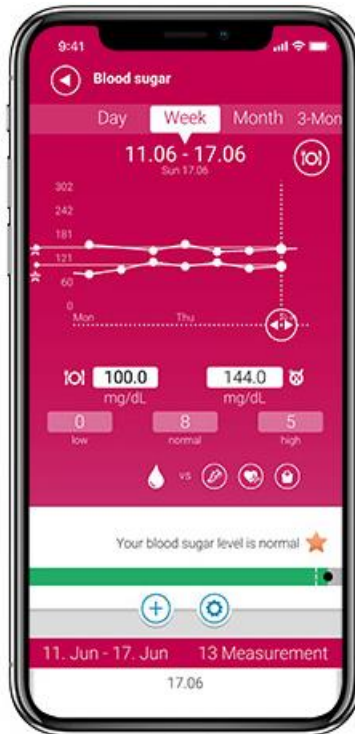 9:41
Blood sugar
Day Week Month 3-Mon
11.06 - 17.06
Sun 17.06
302
242
181
121
60
0
Mon Thu
100.0 144.0
mg/dL mg/dL
0 8 5
low normal high
vs
Your blood sugar level is normal
11. Jun - 17. Jun 13 Measurement
17.06